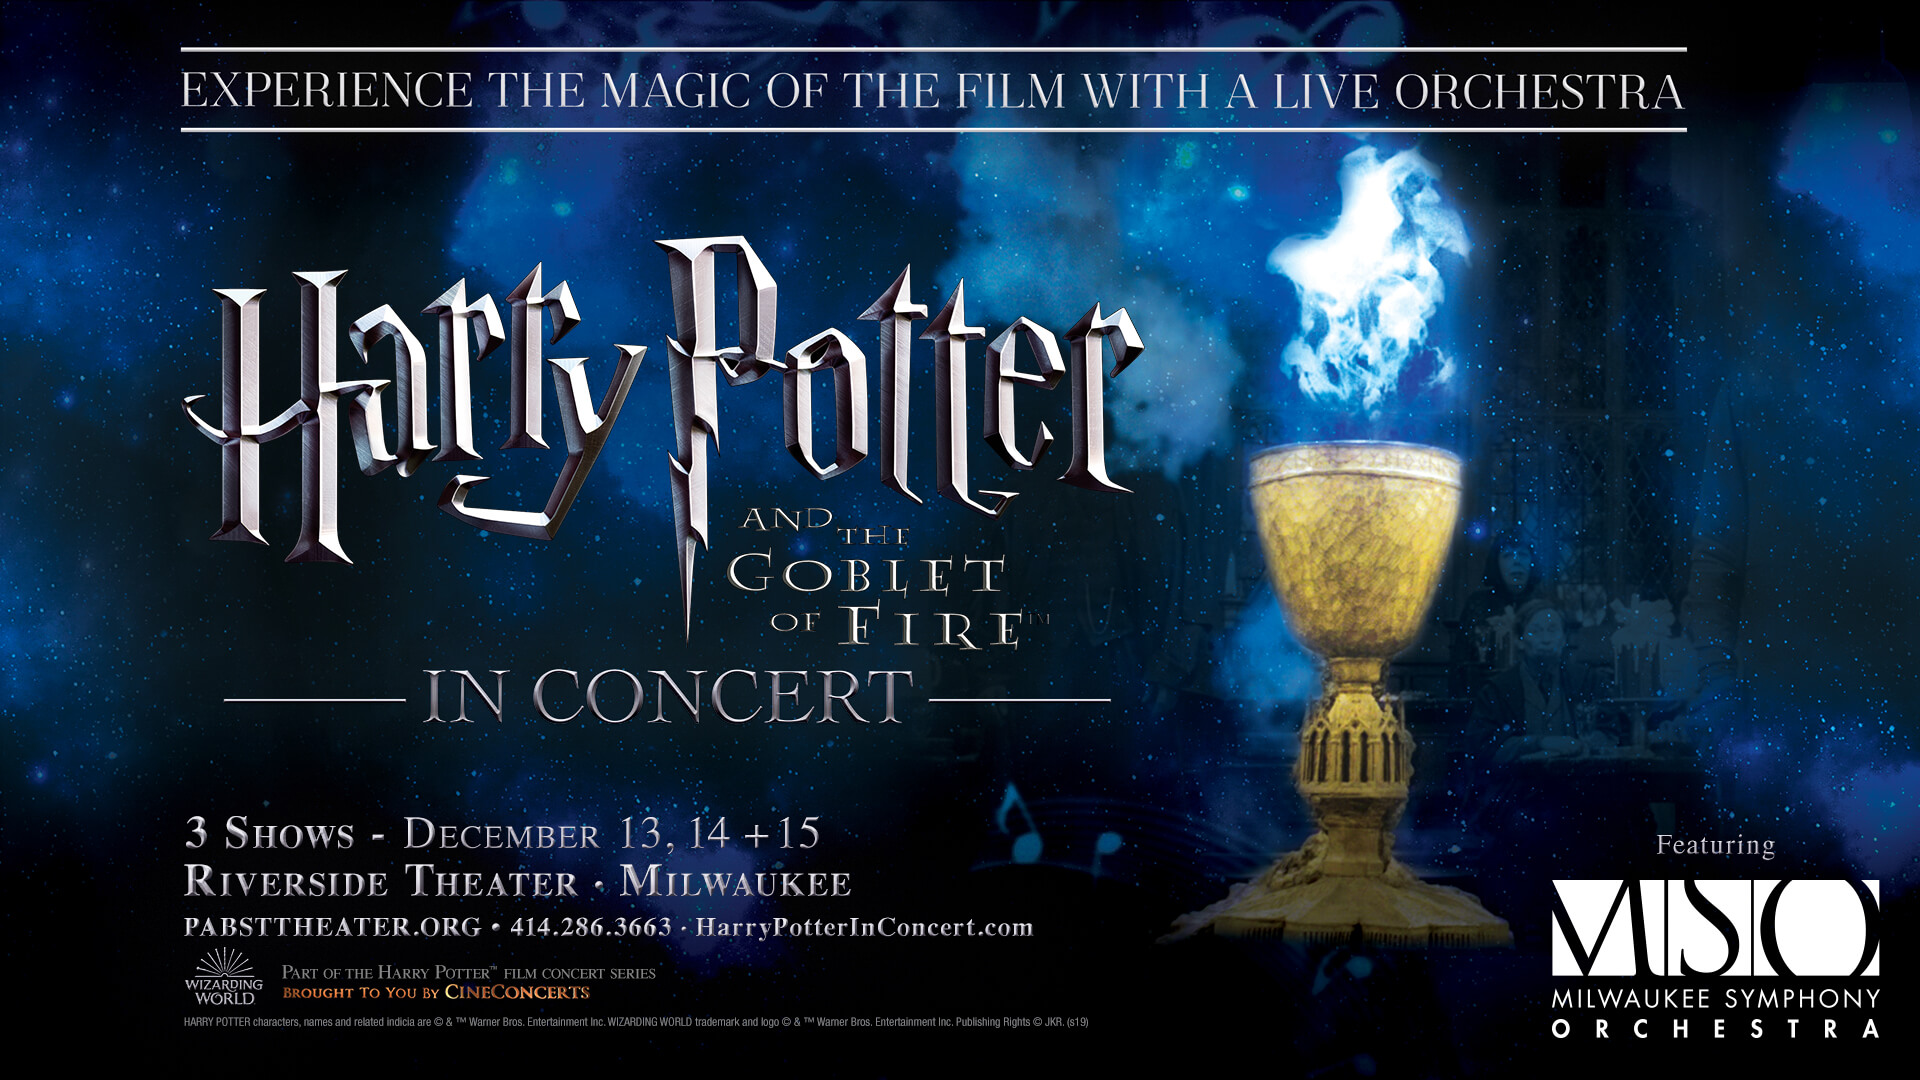 EXPERIENCE THE MAGIC OF THE FILM WITH A LIVE ORCHESTRA
Harry Potter
AND THE
GOBLET
OF FIRE™
IN CONCERT
3 SHOWS - DECEMBER 13, 14 + 15
RIVERSIDE THEATER · MILWAUKEE
PABSTTHEATER.ORG • 414.286.3663 · HarryPotterInConcert.com
WIZARDING
WORLD
PART OF THE HARRY POTTER™ FILM CONCERT SERIES
BROUGHT TO YOU BY CINECONCERTS
HARRY POTTER characters, names and related indicia are © & ™ Warner Bros. Entertainment Inc. WIZARDING WORLD trademark and logo © & ™ Warner Bros. Entertainment Inc. Publishing Rights © JKR. (s19)
Featuring
MSO
MILWAUKEE SYMPHONY
ORCHESTRA